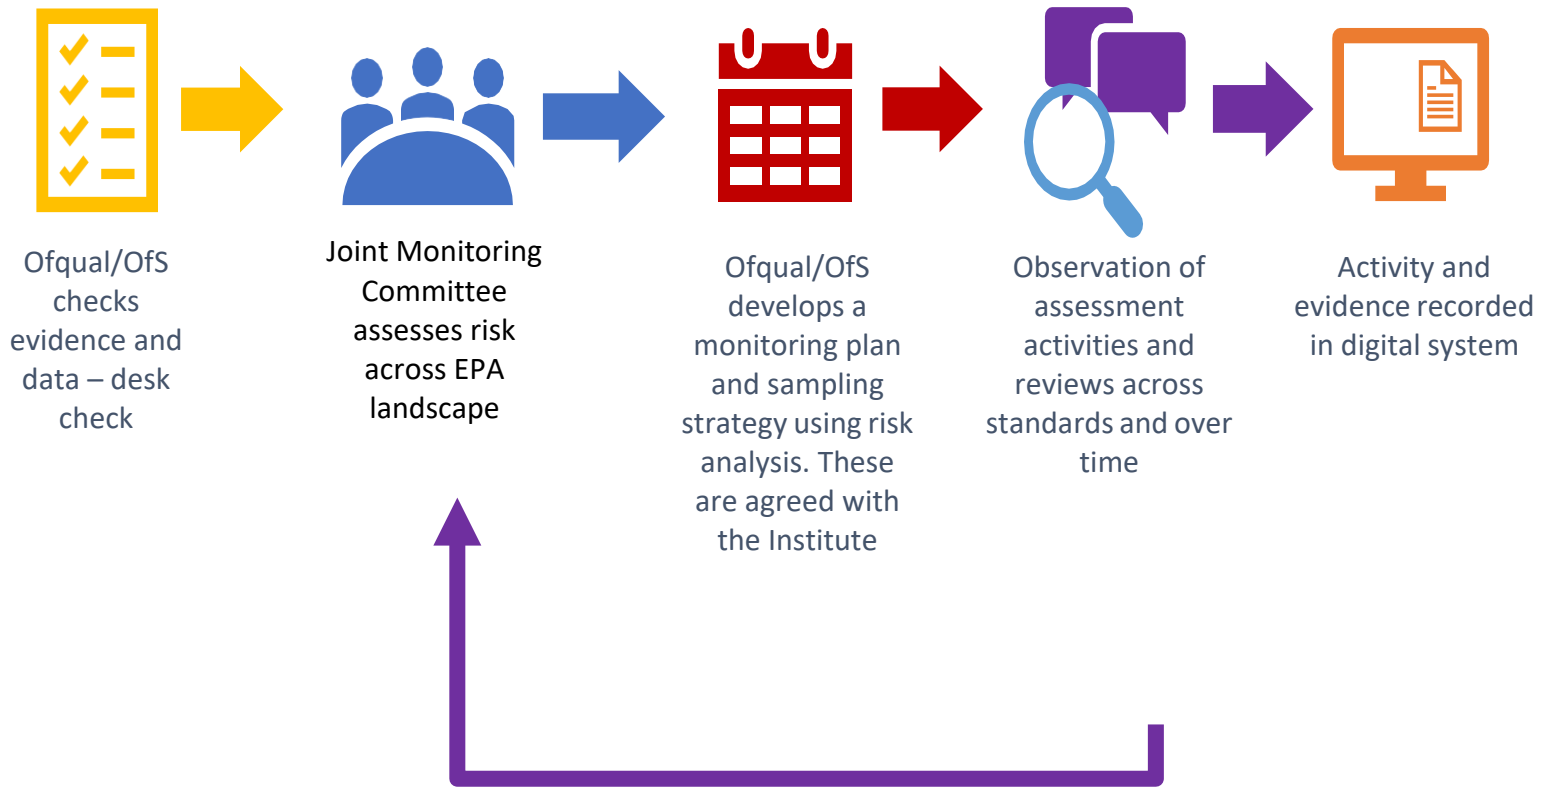 Ofqual/OfS
checks
evidence and
data – desk
check
Joint Monitoring
Committee
assesses risk
across EPA
landscape
Ofqual/OfS
develops a
monitoring plan
and sampling
strategy using risk
analysis. These
are agreed with
the Institute
Observation of
assessment
activities and
reviews across
standards and over
time
Activity and
evidence recorded
in digital system